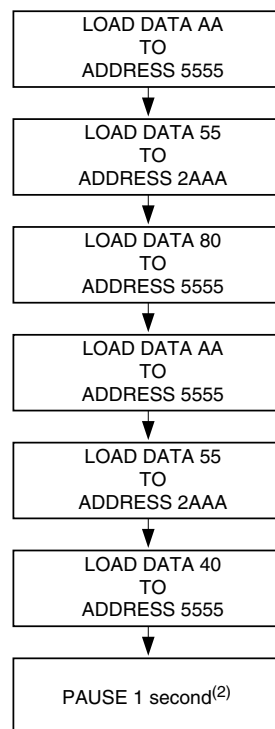 LOAD DATA AA
TO
ADDRESS 5555
LOAD DATA 55
TO
ADDRESS 2AAA
LOAD DATA 80
TO
ADDRESS 5555
LOAD DATA AA
TO
ADDRESS 5555
LOAD DATA 55
TO
ADDRESS 2AAA
LOAD DATA 40
TO
ADDRESS 5555
PAUSE 1 second(2)